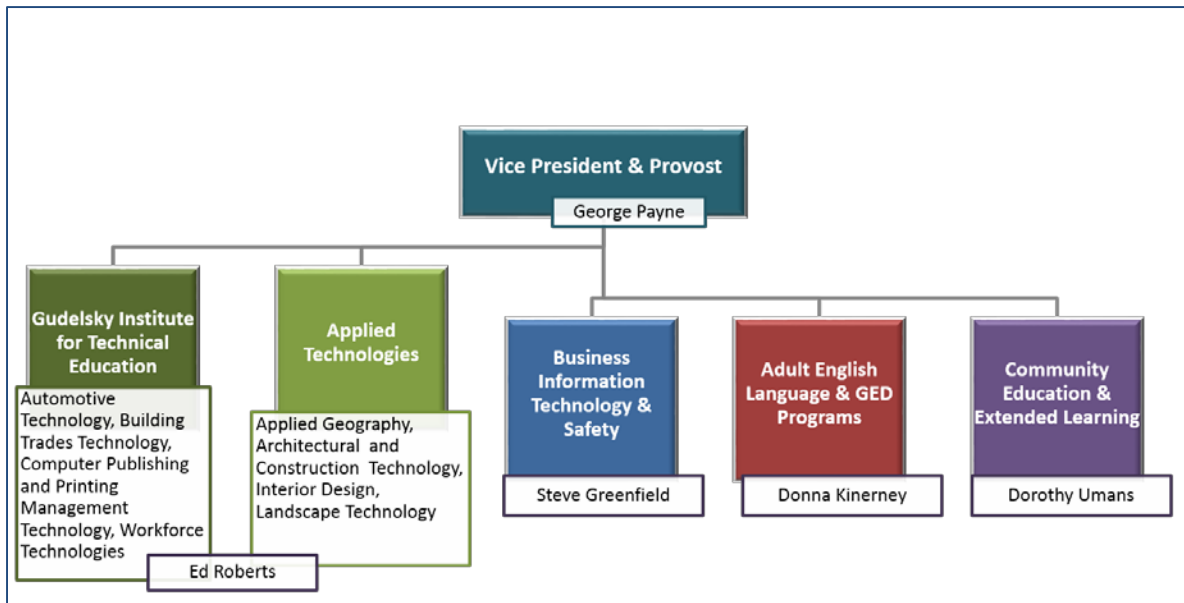 Vice President & Provost
George Payne
Gudelsky Institute
for Technical
Education
Automotive
Technology, Building
Trades Technology,
Computer Publishing
and Printing
Management
Technology, Workforce
Technologies
Applied
Technologies
Applied Geography,
Architectural and
Construction Technology,
Interior Design,
Landscape Technology
Ed Roberts
Business
Information
Technology &
Safety
Steve Greenfield
Adult English
Language & GED
Programs
Donna Kinerney
Community
Education &
Extended Learning
Dorothy Umans